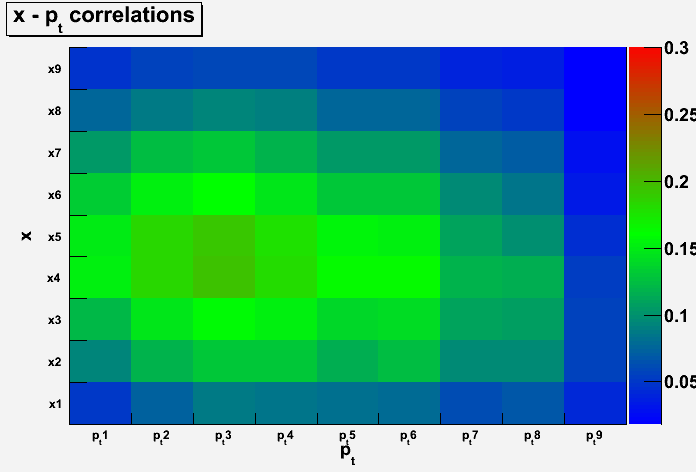 x - pt correlations
0.3
0.25
0.2
0.15
0.1
0.05
x9
x8
x7
x6
x5
x4
x3
x2
x1
x
pt1 pt2 pt3 pt4 pt5 pt6 pt7 pt8 pt9
pt